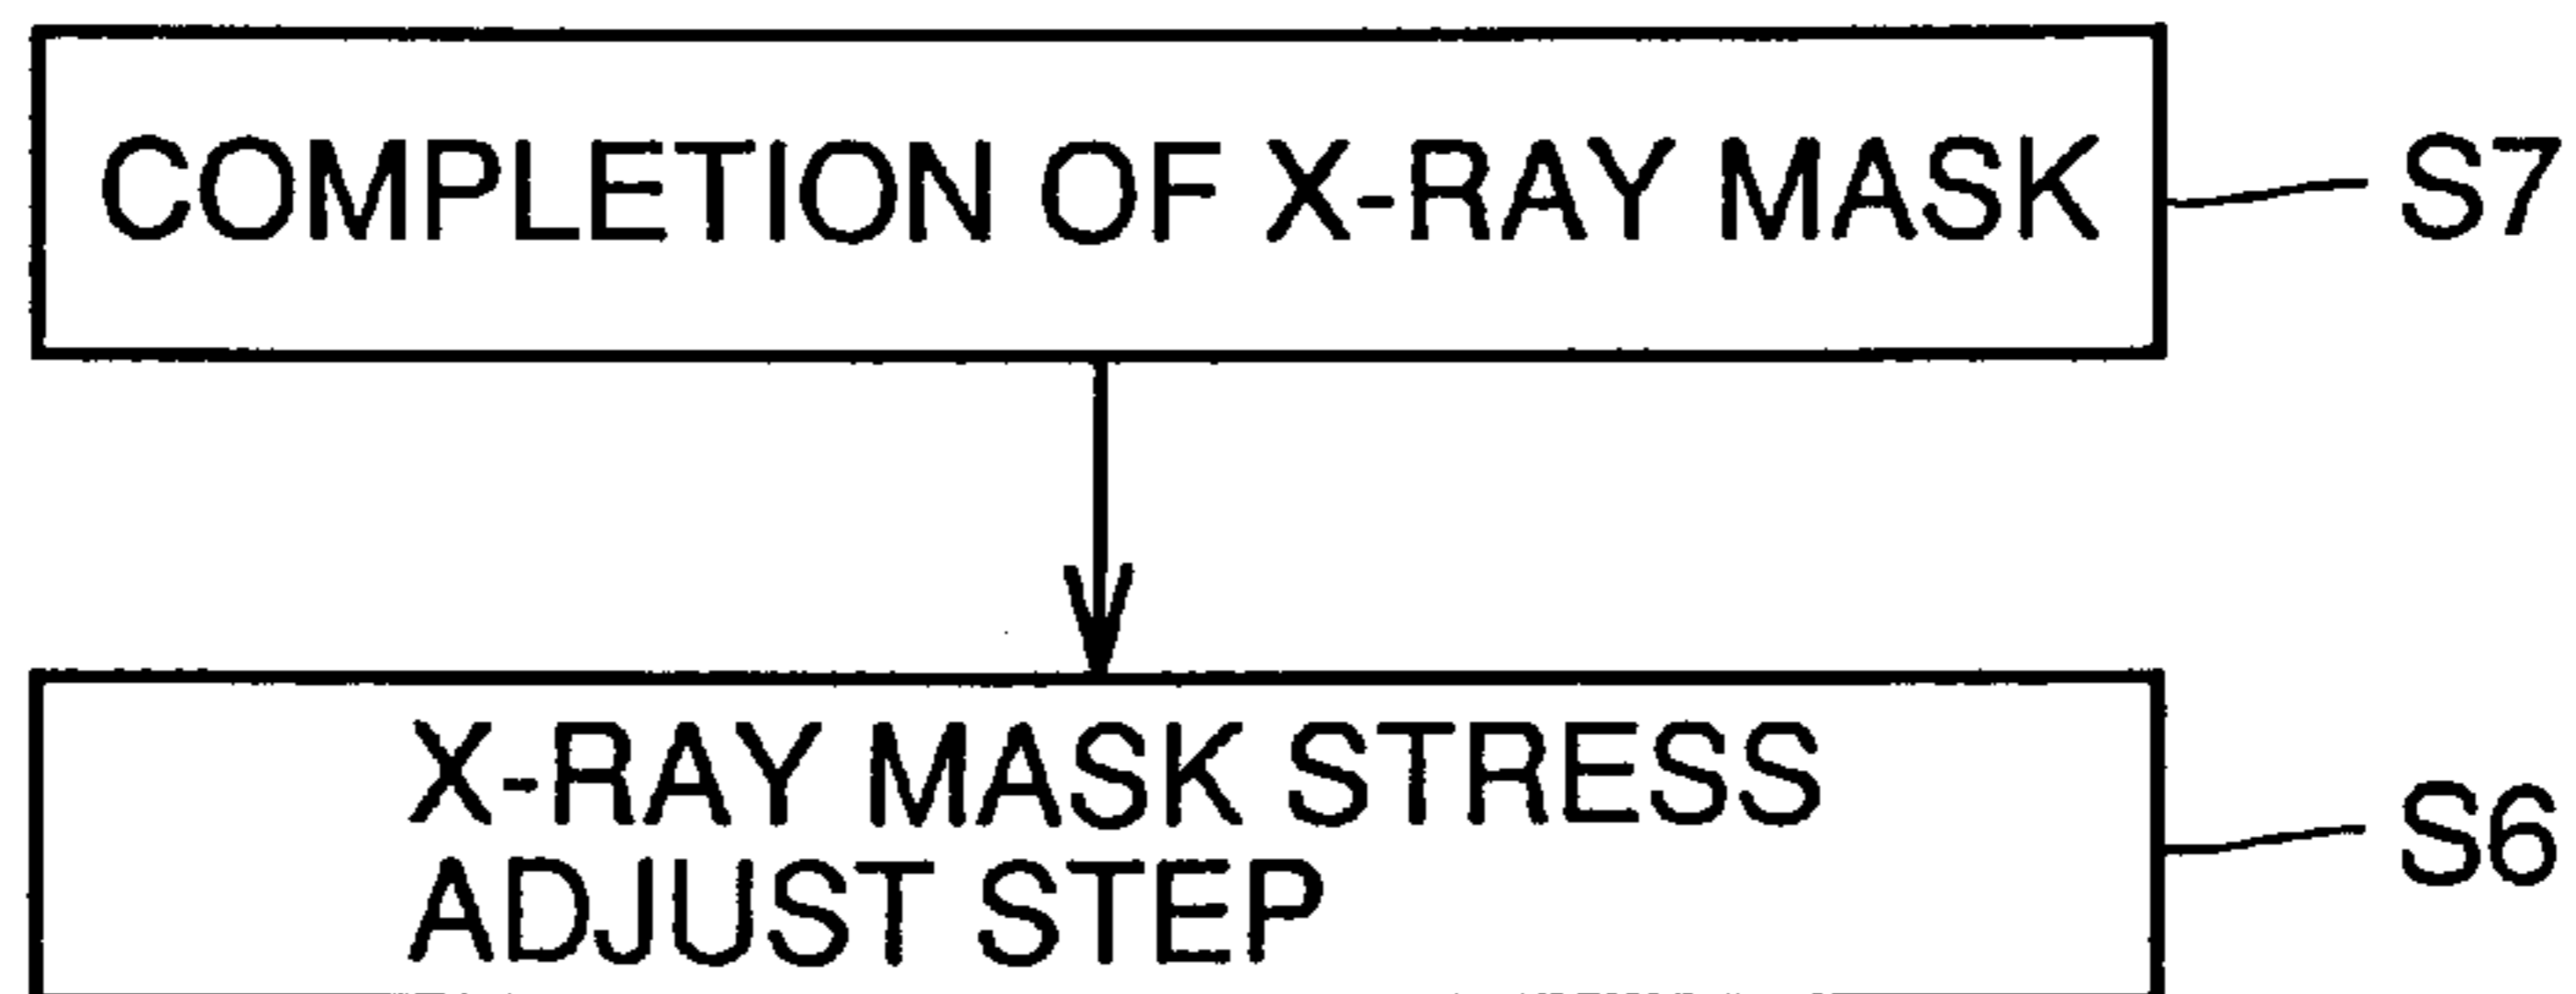 COMPLETION OF X-RAY MASK
S7
X-RAY MASK STRESS
ADJUST STEP
S6